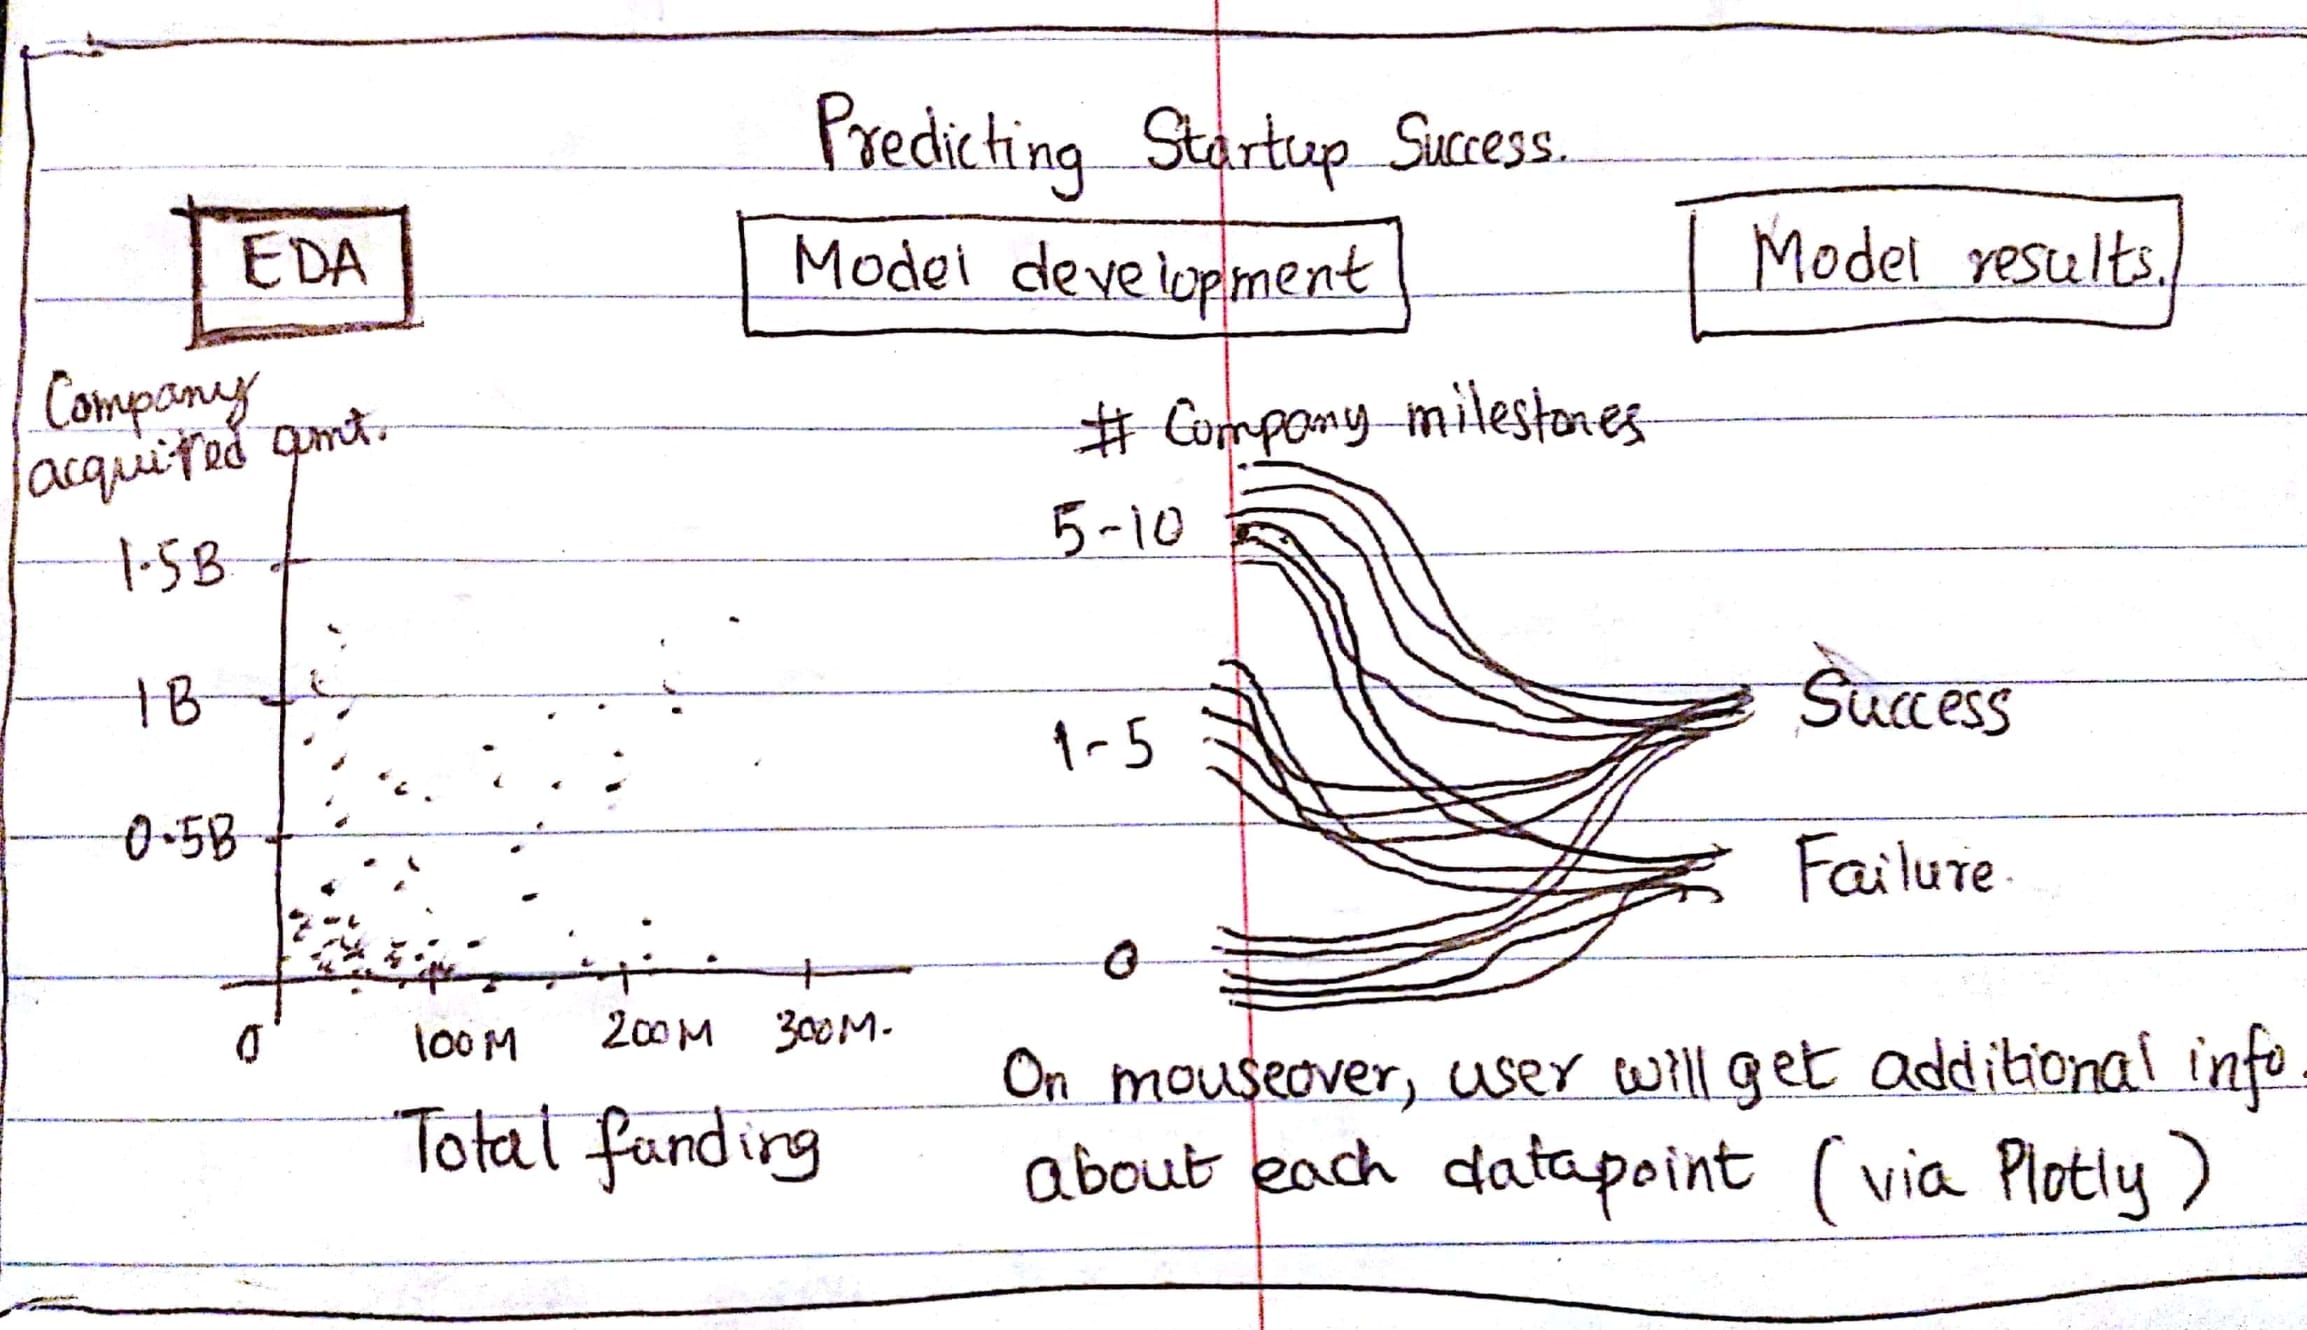 Predicting Startup Success.
EDA
Model development
Model results.
Company
acquired amt.
1.5B
1B
0.5B
0
100M
200M
300M.
Total funding
# Company milestones
5-10
1-5
0
Success
Failure.
On mouseover, user will get additional info.
about each datapoint (via Plotly)